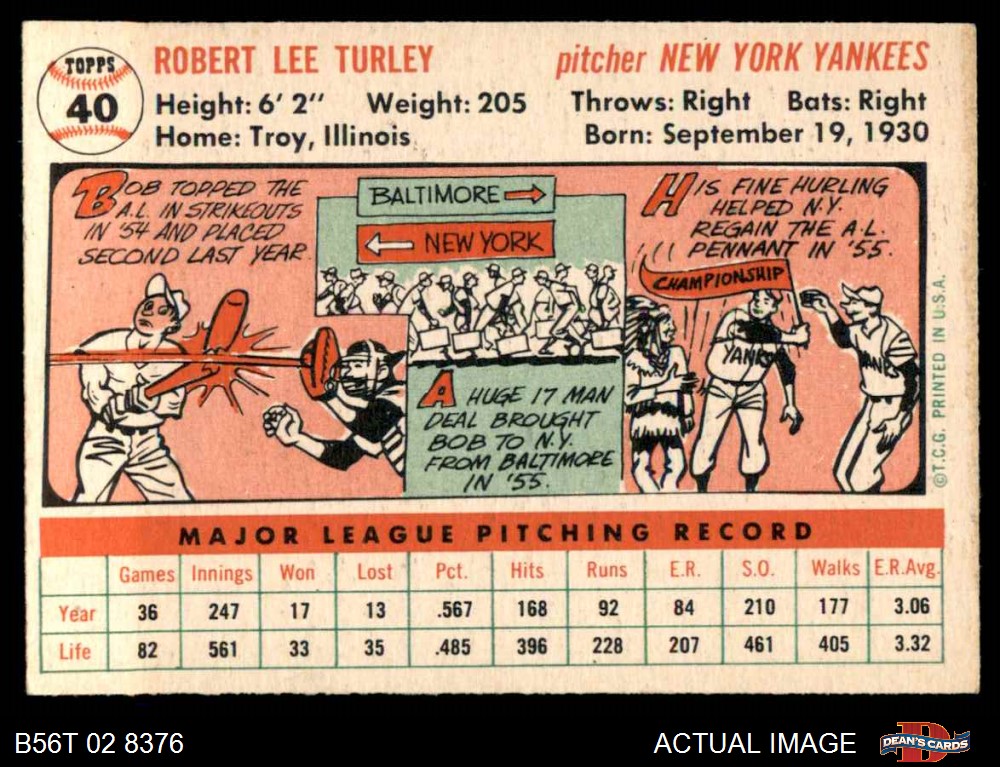 TOPPS
40
ROBERT LEE TURLEY
pitcher NEW YORK YANKEES
Height: 6' 2" Weight: 205 Throws: Right Bats: Right
Home: Troy, Illinois Born: September 19, 1930
BOB TOPPED THE
A.L. IN STRIKEOUTS
IN '54 AND PLACED
SECOND LAST YEAR.
BALTIMORE
NEW YORK
A HUGE 17 MAN
DEAL BROUGHT
BOB TO N.Y.
FROM BALTIMORE
IN '55.
HIS FINE HURLING
HELPED N.Y.
REGAIN THE A.L.
PENNANT IN '55.
CHAMPIONSHIP
YANKS
ANKS
©T.C.G. PRINTED IN U.S.A.
MAJOR LEAGUE PITCHING RECORD
Games Innings Won Lost Pct. Hits Runs E.R. S.O. Walks E.R.Avg.
Year 36 247 17 13 .567 168 92 84 210 177 3.06
Life 82 561 33 35 .485 396 228 207 461 405 3.32
B56T 02 8376
ACTUAL IMAGE
DEAN'S CARDS